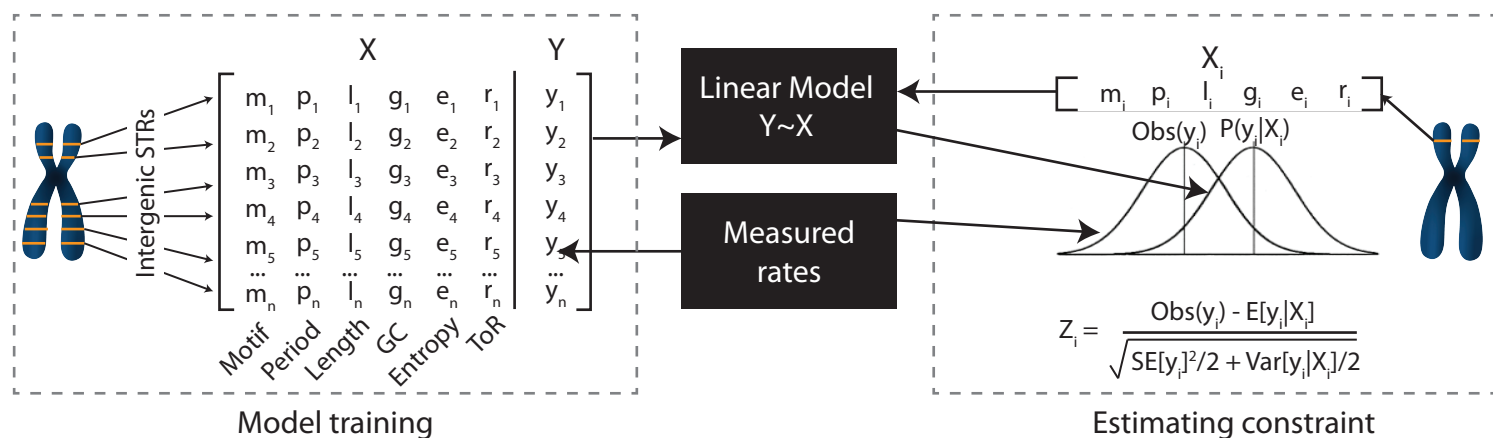 X Y
Intergenic STRs
m₁ p₁ l₁ g₁ e₁ r₁ y₁
m₂ p₂ l₂ g₂ e₂ r₂ y₂
m₃ p₃ l₃ g₃ e₃ r₃ y₃
m₄ p₄ l₄ g₄ e₄ r₄ y₄
m₅ p₅ l₅ g₅ e₅ r₅ y₅
... ... ... ... ... ... ...
mₙ pₙ lₙ gₙ eₙ rₙ yₙ
Motif Period Length GC Entropy ToR
Model training
Linear Model
Y~X
Measured
rates
Xᵢ
mᵢ pᵢ lᵢ gᵢ eᵢ rᵢ
Obs(yᵢ) P(yᵢ|Xᵢ)
Zᵢ = Obs(yᵢ) - E[yᵢ|Xᵢ]
√SE[yᵢ]²/2 + Var[yᵢ|Xᵢ]/2
Estimating constraint